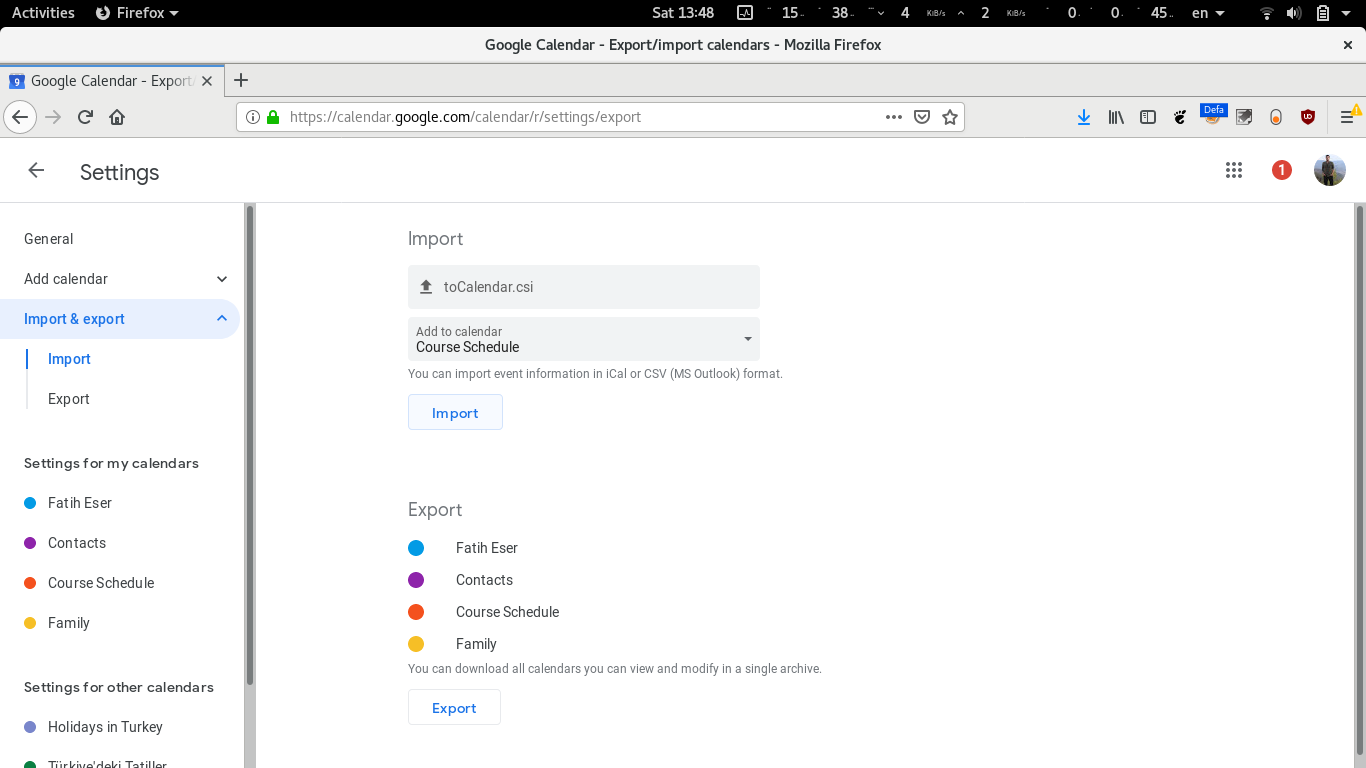 Activities Firefox Sat 13:48 15.. 38.. 4 KiB/s 2 KiB/s 0. 0. 45.. en
Google Calendar - Export/import calendars - Mozilla Firefox
9 Google Calendar - Export/
https://calendar.google.com/calendar/r/settings/export
Defa
Settings
1
General
Add calendar
Import & export
Import
Export
Settings for my calendars
Fatih Eser
Contacts
Course Schedule
Family
Settings for other calendars
Holidays in Turkey
Türkiye'deki Tatiller
Import
toCalendar.csi
Add to calendar
Course Schedule
You can import event information in iCal or CSV (MS Outlook) format.
Import
Export
Fatih Eser
Contacts
Course Schedule
Family
You can download all calendars you can view and modify in a single archive.
Export